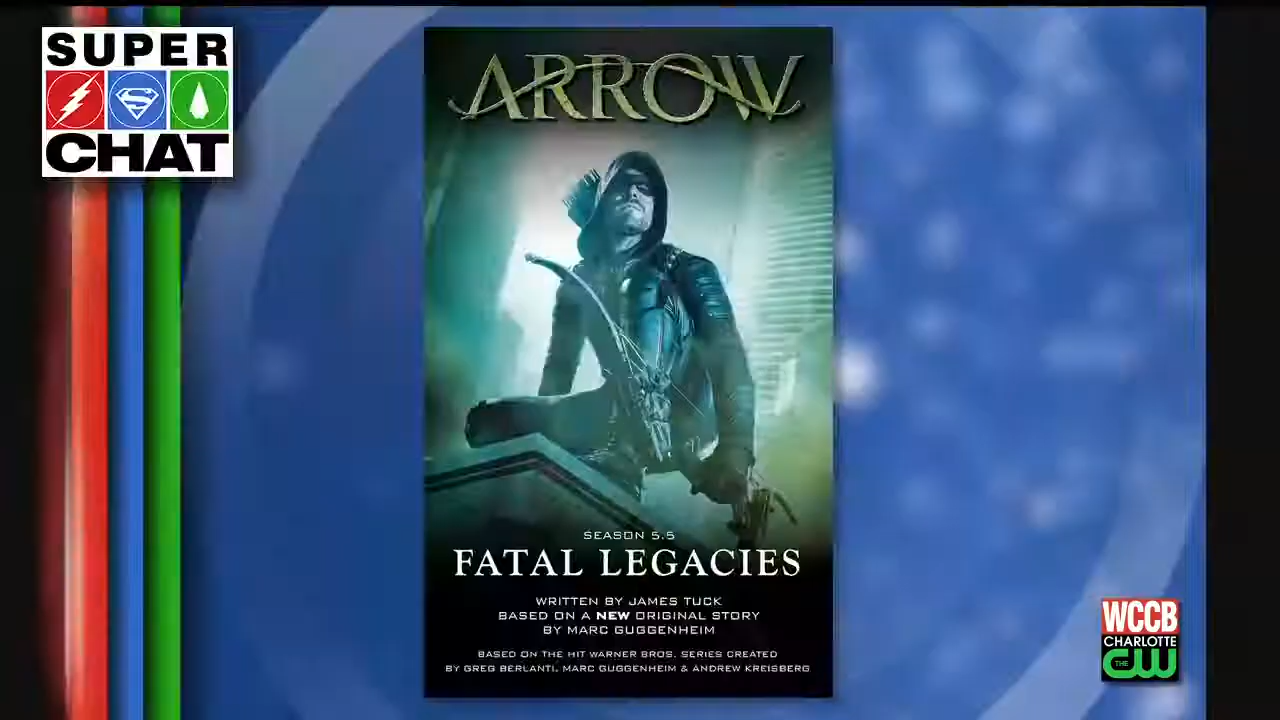 SUPER
CHAT
ARROW
SEASON 5.5
FATAL LEGACIES
WRITTEN BY JAMES TUCK
BASED ON A NEW ORIGINAL STORY
BY MARC GUGGENHEIM
BASED ON THE HIT WARNER BROS. SERIES CREATED
BY GREG BERLANTI, MARC GUGGENHEIM & ANDREW KREISBERG
WCCB
CHARLOTTE
THE CW